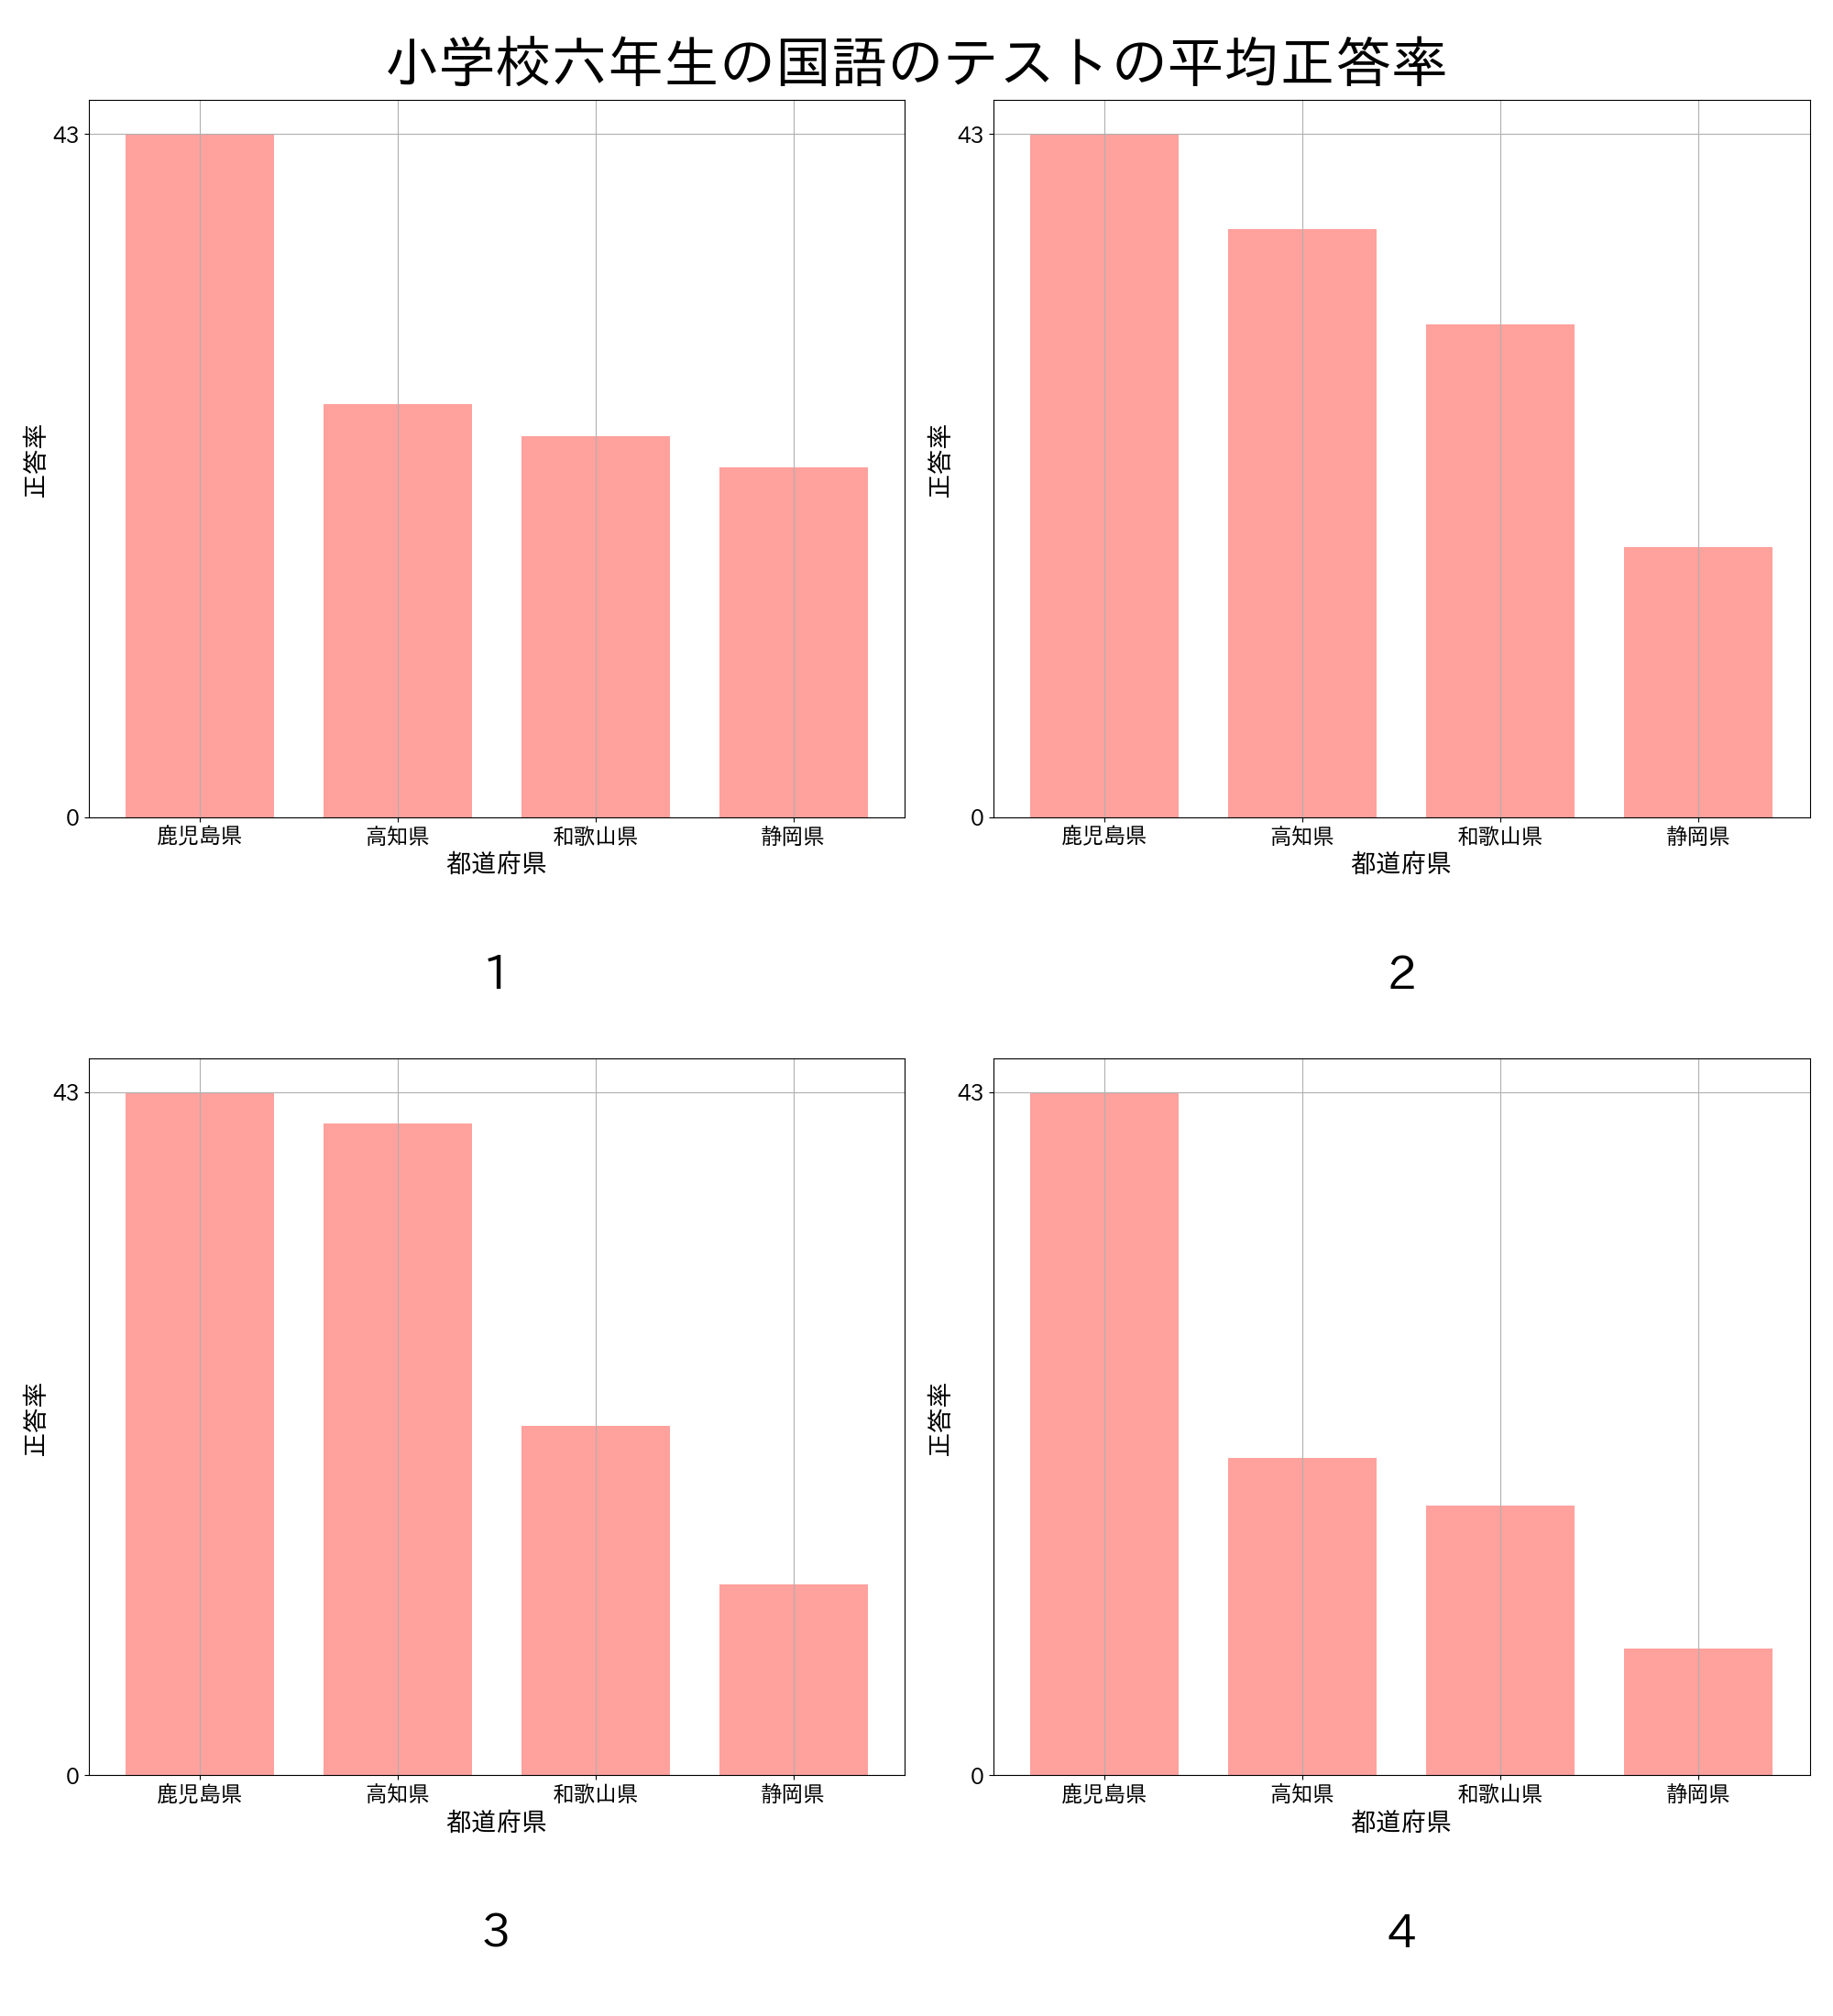 小学校六年生の国語のテストの平均正答率
43
正答率
0
鹿児島県 高知県 和歌山県 静岡県
都道府県
1
43
正答率
0
鹿児島県 高知県 和歌山県 静岡県
都道府県
2
43
正答率
0
鹿児島県 高知県 和歌山県 静岡県
都道府県
3
43
正答率
0
鹿児島県 高知県 和歌山県 静岡県
都道府県
4